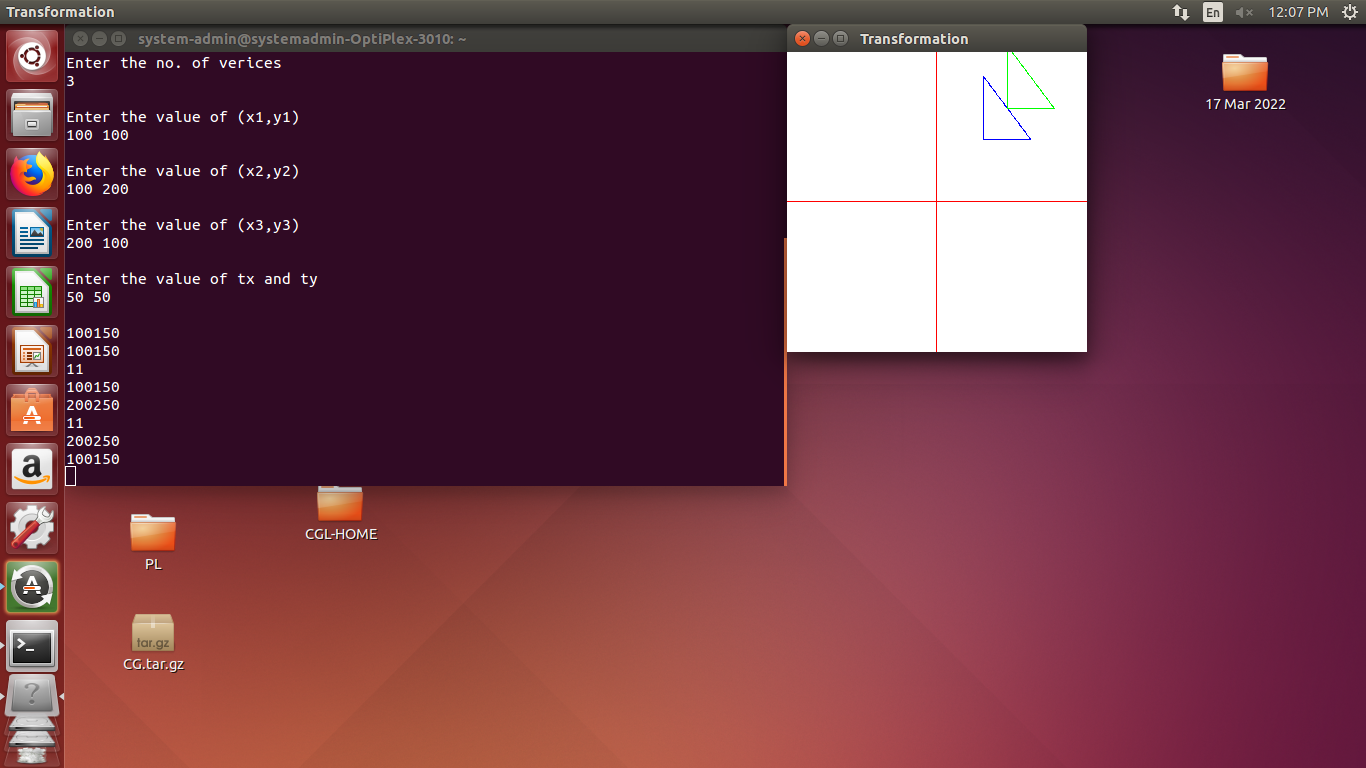 Transformation
En
12:07 PM
system-admin@systemadmin-OptiPlex-3010: ~
Enter the no. of verices
3
Enter the value of (x1,y1)
100 100
Enter the value of (x2,y2)
100 200
Enter the value of (x3,y3)
200 100
Enter the value of tx and ty
50 50
100150
100150
11
100150
200250
11
200250
100150
Transformation
17 Mar 2022
CGL-HOME
PL
tar.gz
CG.tar.gz